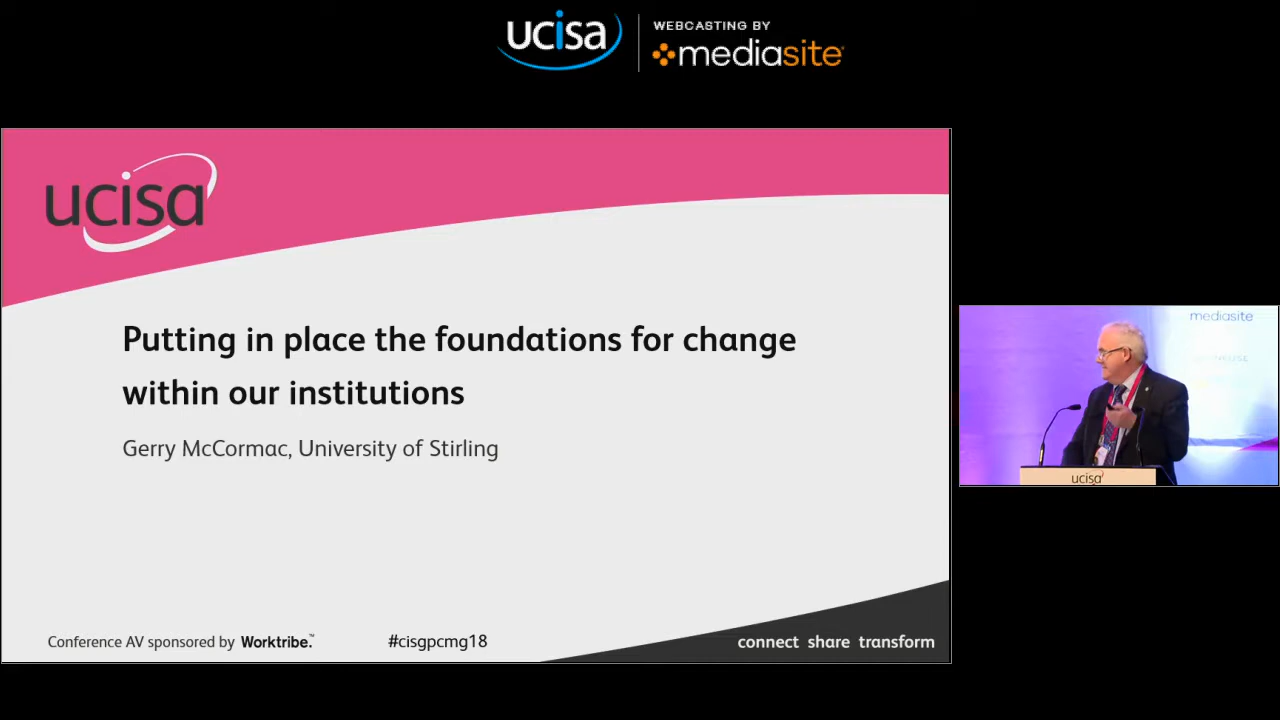 ucisa
WEBCASTING BY
mediasite
ucisa
Putting in place the foundations for change
within our institutions
Gerry McCormac, University of Stirling
Conference AV sponsored by Worktribe.™
#cisgpcmg18
connect share transform
mediasite
ucisa